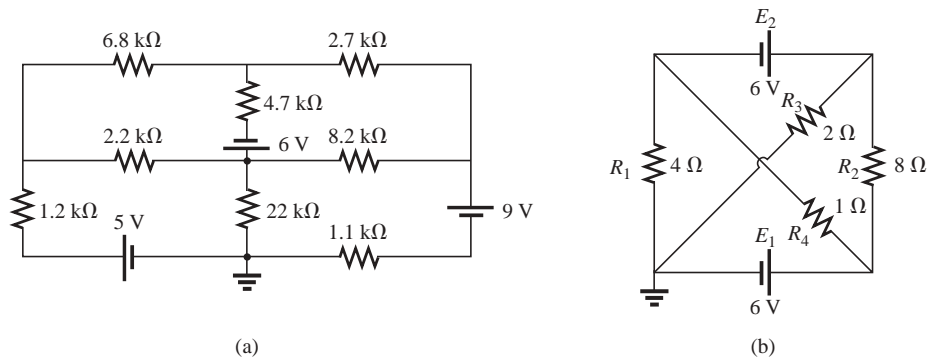 6.8 kΩ
2.7 kΩ
4.7 kΩ
6 V
2.2 kΩ
8.2 kΩ
1.2 kΩ
5 V
22 kΩ
9 V
1.1 kΩ
(a)
E2
6 V
R3
2 Ω
R1
4 Ω
R2
8 Ω
1 Ω
R4
E1
6 V
(b)